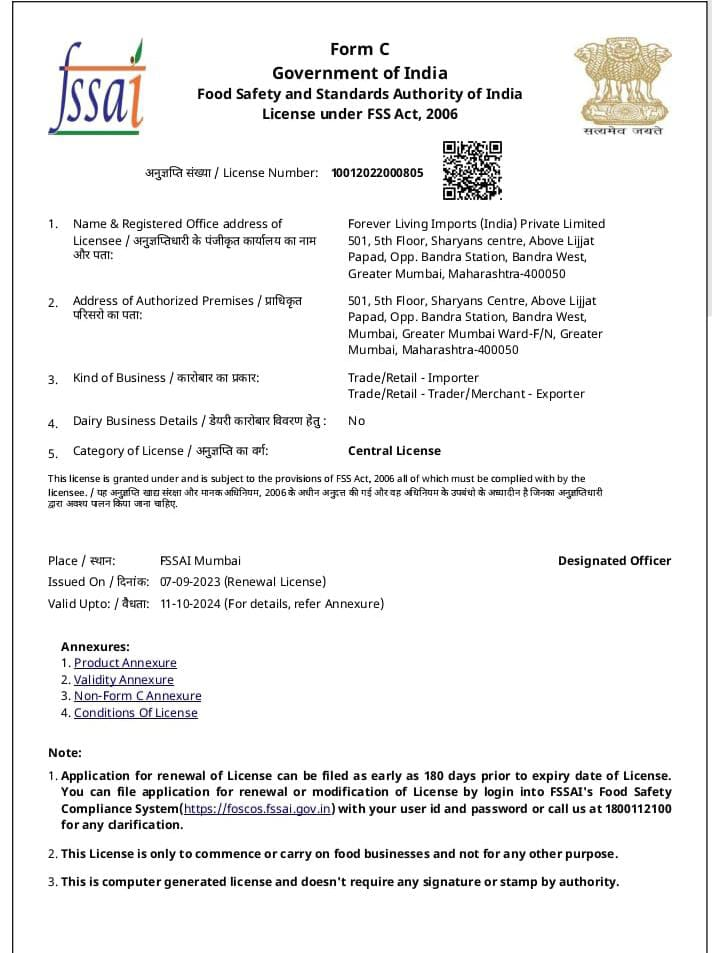 fssai
Form C
Government of India
Food Safety and Standards Authority of India
License under FSS Act, 2006
सत्यमेव जयते
अनुज्ञप्ति संख्या / License Number: 10012022000805
1. Name & Registered Office address of
Licensee / अनुज्ञप्तिधारी के पंजीकृत कार्यालय का नाम
और पता:
Forever Living Imports (India) Private Limited
501, 5th Floor, Sharyans centre, Above Lijjat
Papad, Opp. Bandra Station, Bandra West,
Greater Mumbai, Maharashtra-400050
2. Address of Authorized Premises / प्राधिकृत
परिसरो का पता:
501, 5th Floor, Sharyans Centre, Above Lijjat
Papad, Opp. Bandra Station, Bandra West,
Mumbai, Greater Mumbai Ward-F/N, Greater
Mumbai, Maharashtra-400050
3. Kind of Business / कारोबार का प्रकार:
Trade/Retail - Importer
Trade/Retail - Trader/Merchant - Exporter
4. Dairy Business Details / डेयरी कारोबार विवरण हेतु : No
5. Category of License / अनुज्ञप्ति का वर्ग: Central License
This license is granted under and is subject to the provisions of FSS Act, 2006 all of which must be complied with by the
licensee. / यह अनुज्ञप्ति खाद्य संरक्षा और मानक अधिनियम, 2006 के अधीन अनुदत्त की गई और वह अधिनियम के उपबंधो के अध्यादीन है जिनका अनुज्ञप्तिधारी
द्वारा अवश्य पालन किया जाना चाहिए.
Place / स्थान: FSSAI Mumbai Designated Officer
Issued On / दिनांक: 07-09-2023 (Renewal License)
Valid Upto: / वैधता: 11-10-2024 (For details, refer Annexure)
Annexures:
1. Product Annexure
2. Validity Annexure
3. Non-Form C Annexure
4. Conditions Of License
Note:
1. Application for renewal of License can be filed as early as 180 days prior to expiry date of License.
You can file application for renewal or modification of License by login into FSSAI's Food Safety
Compliance System(https://foscos.fssai.gov.in) with your user id and password or call us at 1800112100
for any clarification.
2. This License is only to commence or carry on food businesses and not for any other purpose.
3. This is computer generated license and doesn't require any signature or stamp by authority.